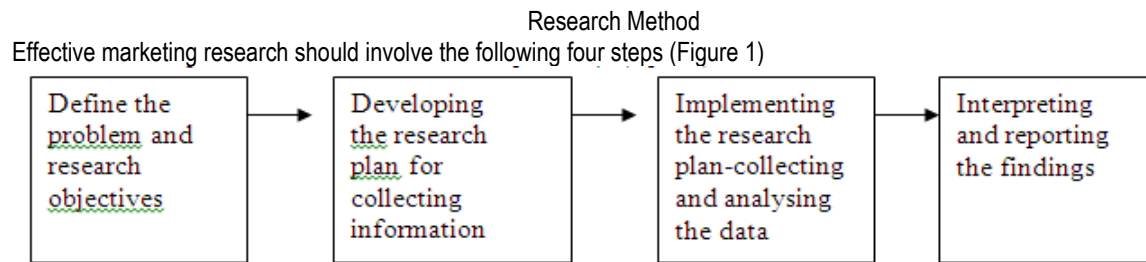 Research Method
Effective marketing research should involve the following four steps (Figure 1)
Define the
problem and
research
objectives
Developing
the research
plan for
collecting
information
Implementing
the research
plan-collecting
and analysing
the data
Interpreting
and reporting
the findings